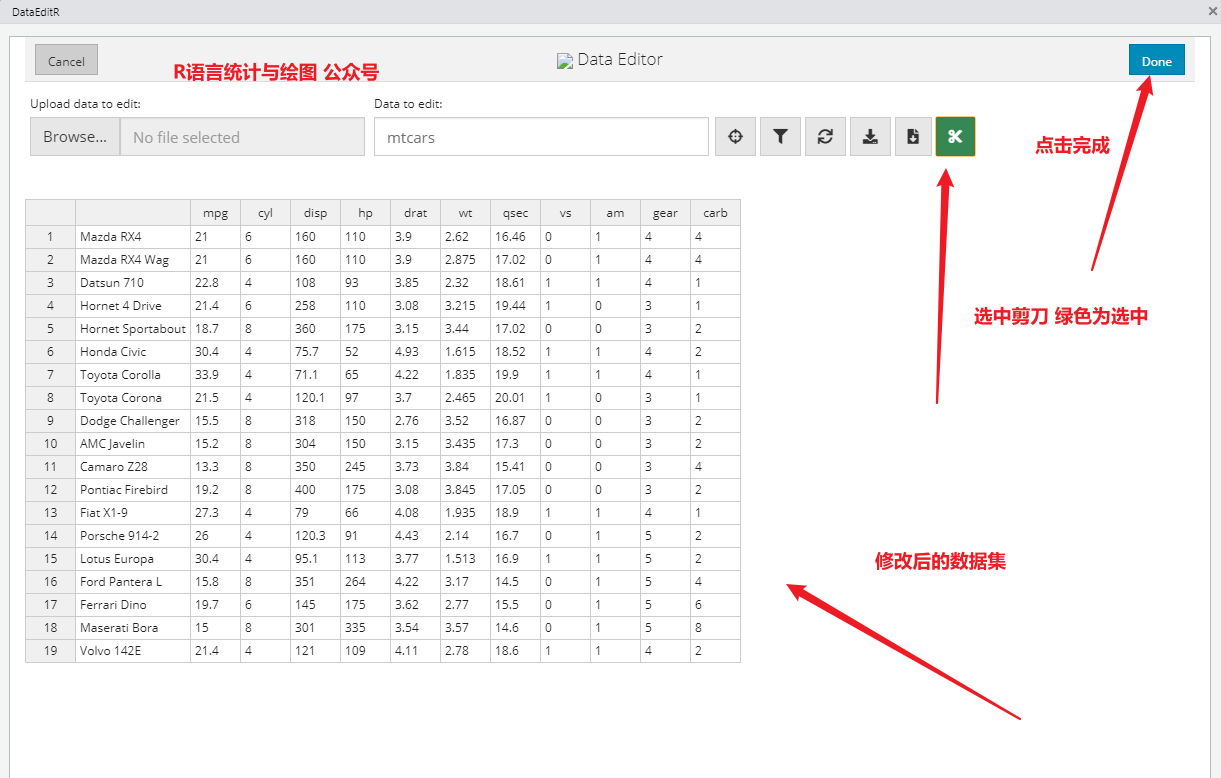 DataEditR
Cancel
R语言统计与绘图 公众号
Data Editor
Done
Upload data to edit:
Data to edit:
Browse... No file selected
mtcars
点击完成
选中剪刀 绿色为选中
mpg cyl disp hp drat wt qsec vs am gear carb
1 Mazda RX4 21 6 160 110 3.9 2.62 16.46 0 1 4 4
2 Mazda RX4 Wag 21 6 160 110 3.9 2.875 17.02 0 1 4 4
3 Datsun 710 22.8 4 108 93 3.85 2.32 18.61 1 1 4 1
4 Hornet 4 Drive 21.4 6 258 110 3.08 3.215 19.44 1 0 3 1
5 Hornet Sportabout 18.7 8 360 175 3.15 3.44 17.02 0 0 3 2
6 Honda Civic 30.4 4 75.7 52 4.93 1.615 18.52 1 1 4 2
7 Toyota Corolla 33.9 4 71.1 65 4.22 1.835 19.9 1 1 4 1
8 Toyota Corona 21.5 4 120.1 97 3.7 2.465 20.01 1 0 3 1
9 Dodge Challenger 15.5 8 318 150 2.76 3.52 16.87 0 0 3 2
10 AMC Javelin 15.2 8 304 150 3.15 3.435 17.3 0 0 3 2
11 Camaro Z28 13.3 8 350 245 3.73 3.84 15.41 0 0 3 4
12 Pontiac Firebird 19.2 8 400 175 3.08 3.845 17.05 0 0 3 2
13 Fiat X1-9 27.3 4 79 66 4.08 1.935 18.9 1 1 4 1
14 Porsche 914-2 26 4 120.3 91 4.43 2.14 16.7 0 1 5 2
15 Lotus Europa 30.4 4 95.1 113 3.77 1.513 16.9 1 1 5 2
16 Ford Pantera L 15.8 8 351 264 4.22 3.17 14.5 0 1 5 4
17 Ferrari Dino 19.7 6 145 175 3.62 2.77 15.5 0 1 5 6
18 Maserati Bora 15 8 301 335 3.54 3.57 14.6 0 1 5 8
19 Volvo 142E 21.4 4 121 109 4.11 2.78 18.6 1 1 4 2
修改后的数据集